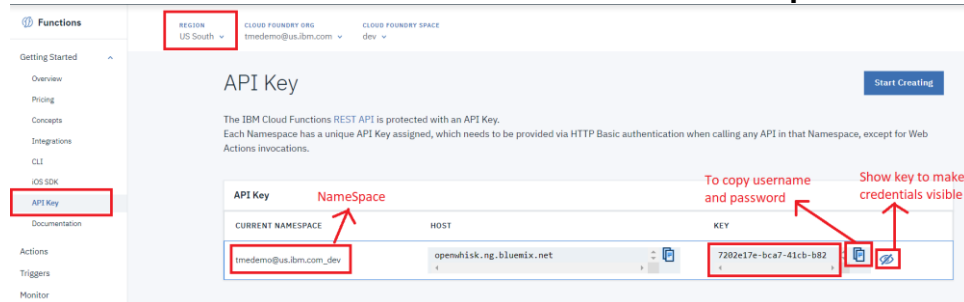 Functions
REGION CLOUD FOUNDRY ORG CLOUD FOUNDRY SPACE
US South tmedemo@us.ibm.com dev
Getting Started
Overview
Pricing
Concepts
Integrations
CLI
iOS SDK
API Key
Documentation
Actions
Triggers
Monitor
API Key
Start Creating
The IBM Cloud Functions REST API is protected with an API Key.
Each Namespace has a unique API Key assigned, which needs to be provided via HTTP Basic authentication when calling any API in that Namespace, except for Web
Actions invocations.
API Key
NameSpace
To copy username
and password
Show key to make
credentials visible
CURRENT NAMESPACE HOST KEY
tmedemo@us.ibm.com_dev openwhisk.ng.bluemix.net 7202e17e-bca7-41cb-b82